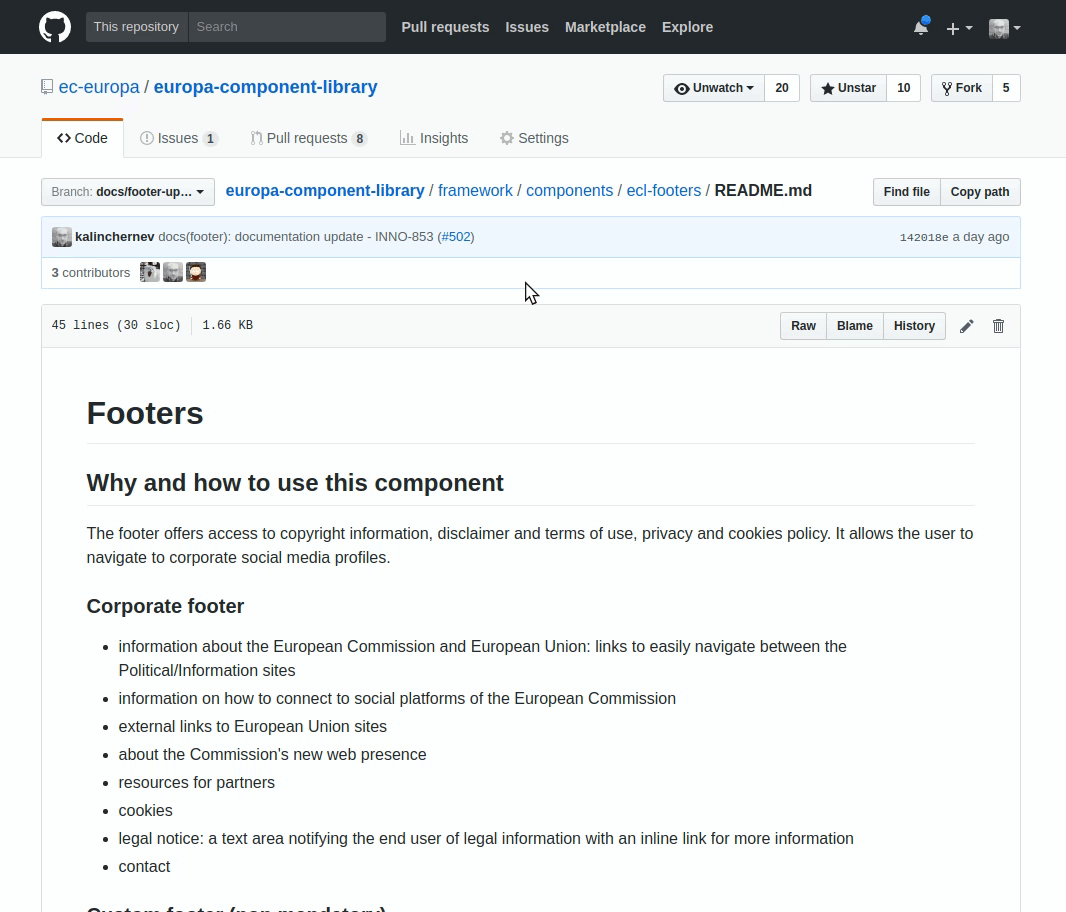 This repository Search Pull requests Issues Marketplace Explore
ec-europa / europa-component-library Unwatch 20 Unstar 10 Fork 5
Code Issues 1 Pull requests 8 Insights Settings
Branch: docs/footer-up... europa-component-library / framework / components / ecl-footers / README.md Find file Copy path
kalinchernev docs(footer): documentation update - INNO-853 (#502) 142018e a day ago
3 contributors
45 lines (30 sloc) 1.66 KB Raw Blame History
Footers
Why and how to use this component
The footer offers access to copyright information, disclaimer and terms of use, privacy and cookies policy. It allows the user to
navigate to corporate social media profiles.
Corporate footer
information about the European Commission and European Union: links to easily navigate between the
Political/Information sites
information on how to connect to social platforms of the European Commission
external links to European Union sites
about the Commission's new web presence
resources for partners
cookies
legal notice: a text area notifying the end user of legal information with an inline link for more information
contact
Custom footer (non mandatory)